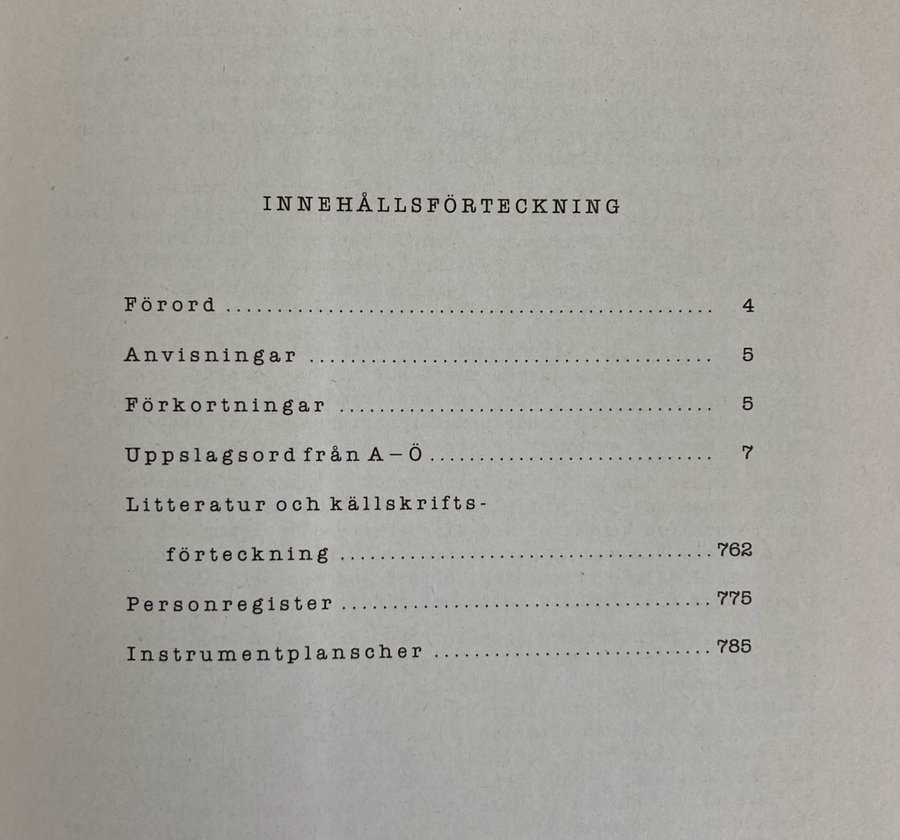 INNEHÅLLSFÖRTECKNING
Förord ................................................. 4
Anvisningar ......................................... 5
Förkortningar ...................................... 5
Uppslagsord från A – Ö ............................. 7
Litteratur och källskrifts-
förteckning ..................................... 762
Personregister ..................................... 775
Instrumentplanscher ............................ 785